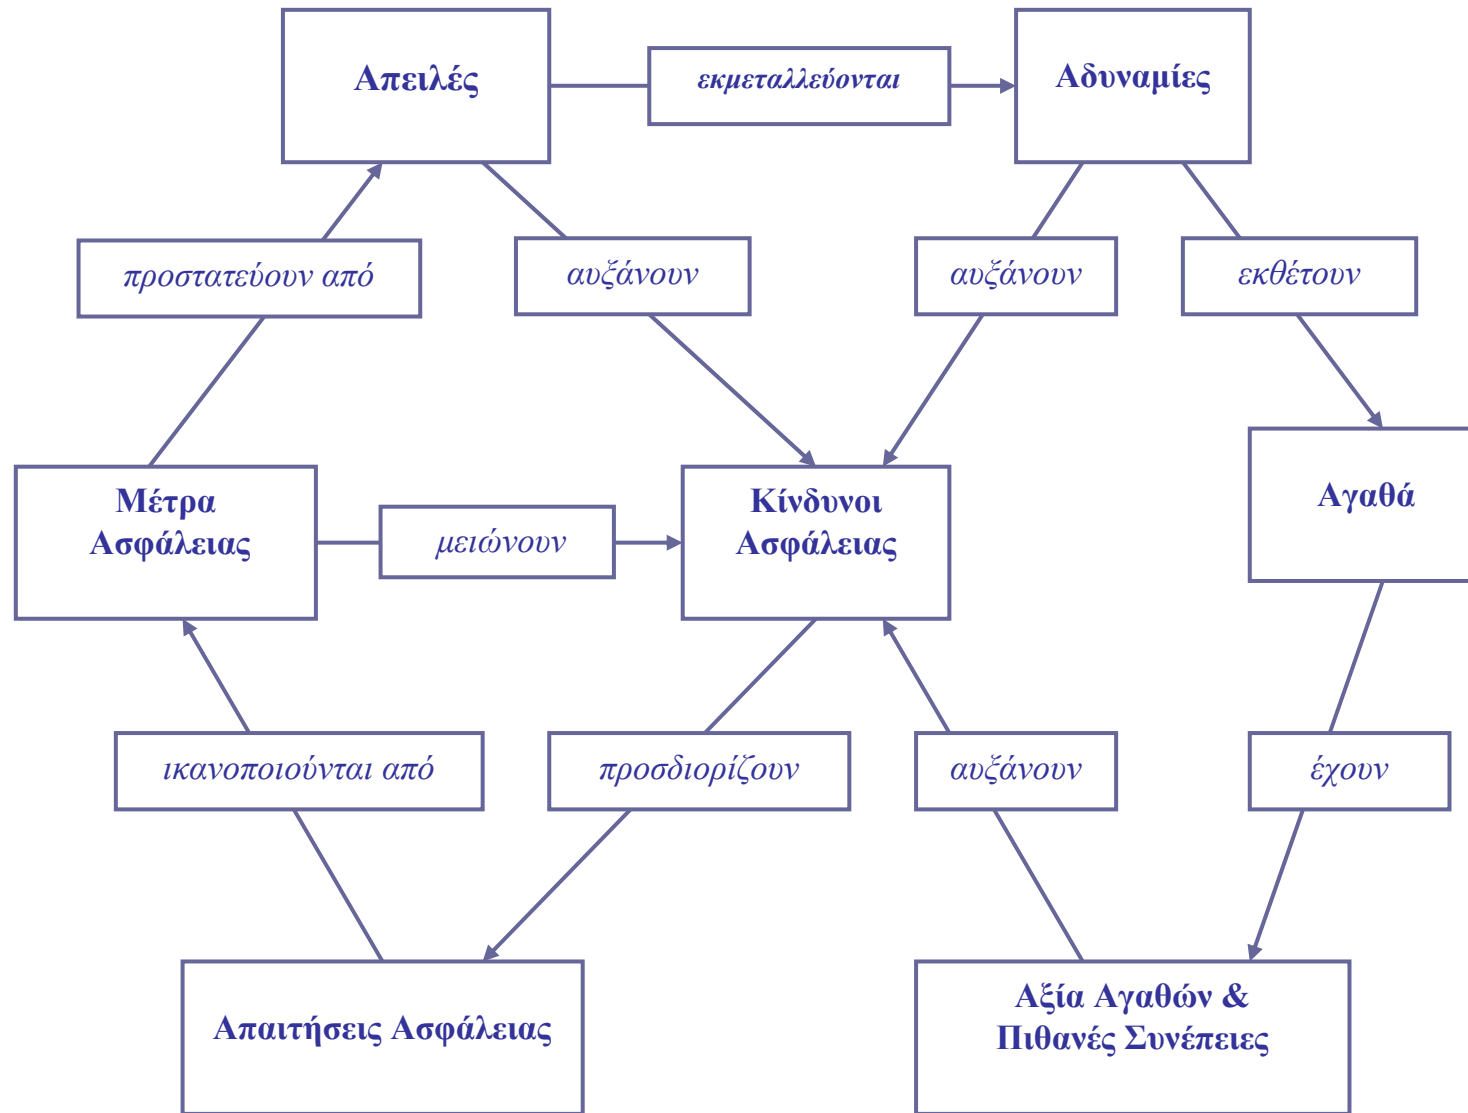 Απειλές
εκμεταλλεύονται
Αδυναμίες
προστατεύουν από
αυξάνουν
αυξάνουν
εκθέτουν
Μέτρα
Ασφάλειας
μειώνουν
Κίνδυνοι
Ασφάλειας
Αγαθά
ικανοποιούνται από
προσδιορίζουν
αυξάνουν
έχουν
Απαιτήσεις Ασφάλειας
Αξία Αγαθών &
Πιθανές Συνέπειες